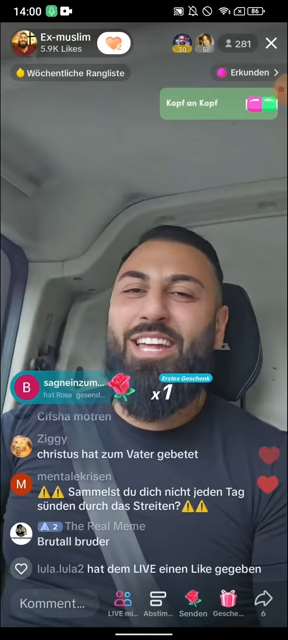 14:00
86
Ex-muslim
5.9K Likes
30
281
Wöchentliche Rangliste
Erkunden
Kopf an Kopf
Erstes Geschenk
B
sagneinzum...
hat Rose gesend...
x1
Ziggy
christus hat zum Vater gebetet
M
mentalekrisen
⚠️⚠️ Sammelst du dich nicht jeden Tag
sünden durch das Streiten?⚠️⚠️
2 The Real Meme
Brutall bruder
lula.lula2 hat dem LIVE einen Like gegeben
Komment...
LIVE mi...
Abstim...
Senden
Gesche...
6